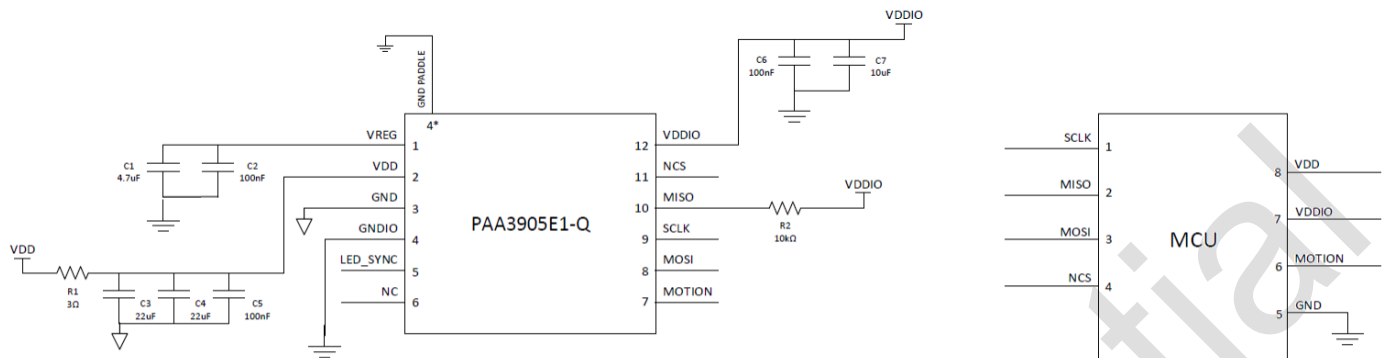 VDDIO
C6
100nF
C7
10uF
GND PADDLE
4*
VREG
1
VDD
2
GND
3
GNDIO
4
LED_SYNC
5
NC
6
PAA3905E1-Q
VDDIO
12
NCS
11
MISO
10
SCLK
9
MOSI
8
MOTION
7
C1
4.7uF
C2
100nF
VDD
R1
3Ω
C3
22uF
C4
22uF
C5
100nF
VDDIO
R2
10kΩ
SCLK
1
MISO
2
MOSI
3
NCS
4
MCU
8
VDD
7
VDDIO
6
MOTION
5
GND
tial